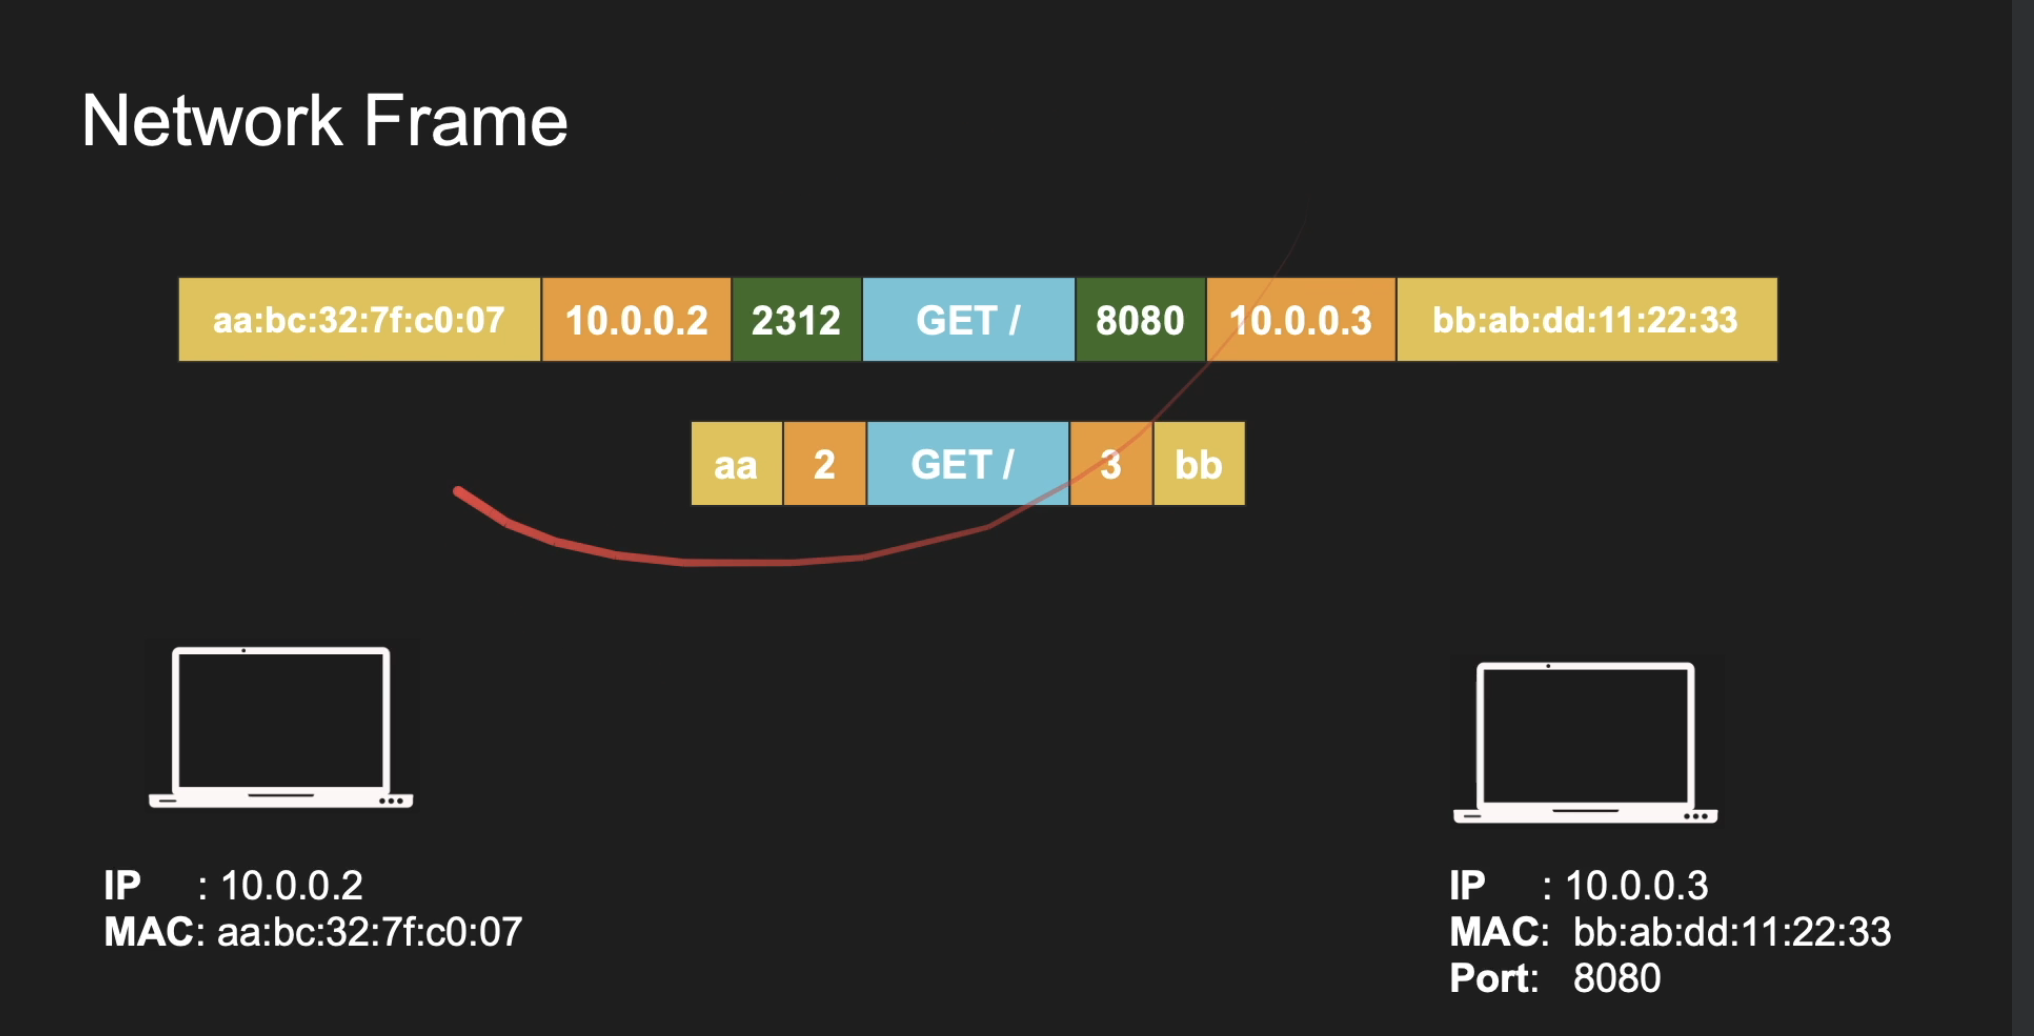 Network Frame
aa:bc:32:7f:c0:07 10.0.0.2 2312 GET / 8080 10.0.0.3 bb:ab:dd:11:22:33
aa 2 GET / 3 bb
IP : 10.0.0.2
MAC: aa:bc:32:7f:c0:07
IP : 10.0.0.3
MAC: bb:ab:dd:11:22:33
Port: 8080